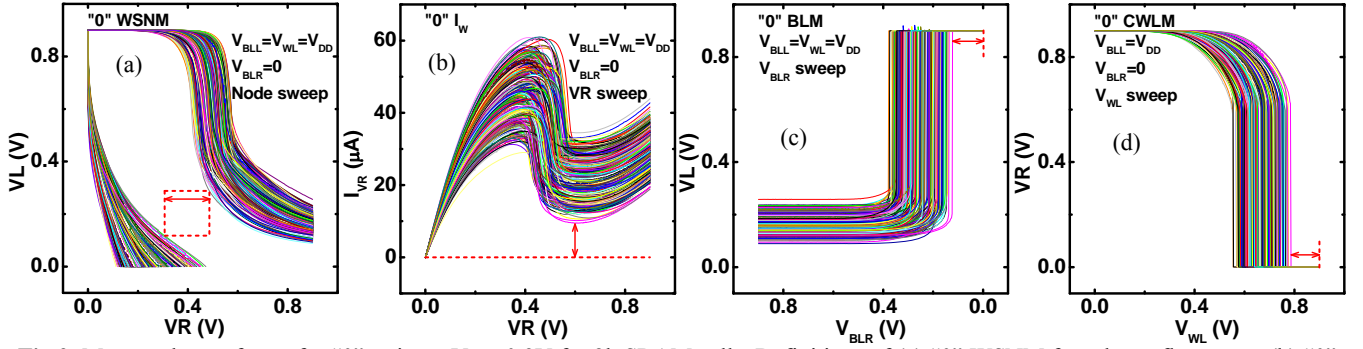 "0" WSNM
(a)
V_BLL=V_WL=V_DD
V_BLR=0
Node sweep
VL (V)
0.8
0.4
0.0
0.0 0.4 0.8
VR (V)
"0" I_W
(b)
V_BLL=V_WL=V_DD
V_BLR=0
VR sweep
I_VR (μA)
60
40
20
0
0.0 0.4 0.8
VR (V)
"0" BLM
V_BLL=V_WL=V_DD
V_BLR sweep
(c)
VL (V)
0.8
0.4
0.0
0.8 0.4 0.0
V_BLR (V)
"0" CWLM
V_BLL=V_DD
V_BLR=0
V_WL sweep
(d)
VR (V)
0.8
0.4
0.0
0.0 0.4 0.8
V_WL (V)